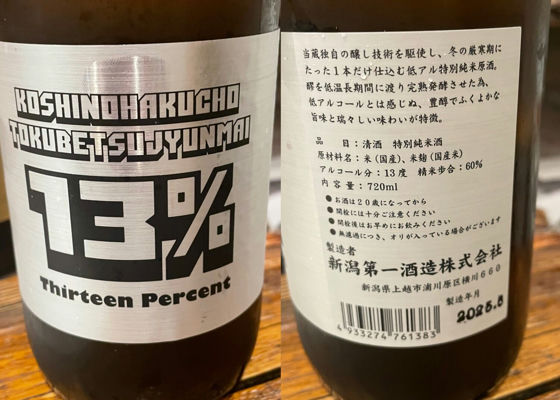 KOSHINOHAKUCHO
TOKUBETSUJYUNMAI
13%
Thirteen Percent
当蔵独自の醸し技術を駆使し、冬の厳寒期に
たった1本だけ仕込む低アル特別純米原酒。
醪を低温長期間に渡り完熟発酵させた為、
低アルコールとは感じぬ、豊醇でふくよかな
旨味と瑞々しい味わいが特徴。
品目：清酒 特別純米酒
原材料名：米(国産)、米麹(国産米)
アルコール分：13度 精米歩合：60%
内容量：720ml
●お酒は20歳になってから
●開栓には十分ご注意ください
●開栓後はお早めにお飲みください
●無濾過につき、オリが入っている場合がございます
製造者
新潟第一酒造株式会社
新潟県上越市浦川原区横川660
製造年月
2025.8
4933274761383